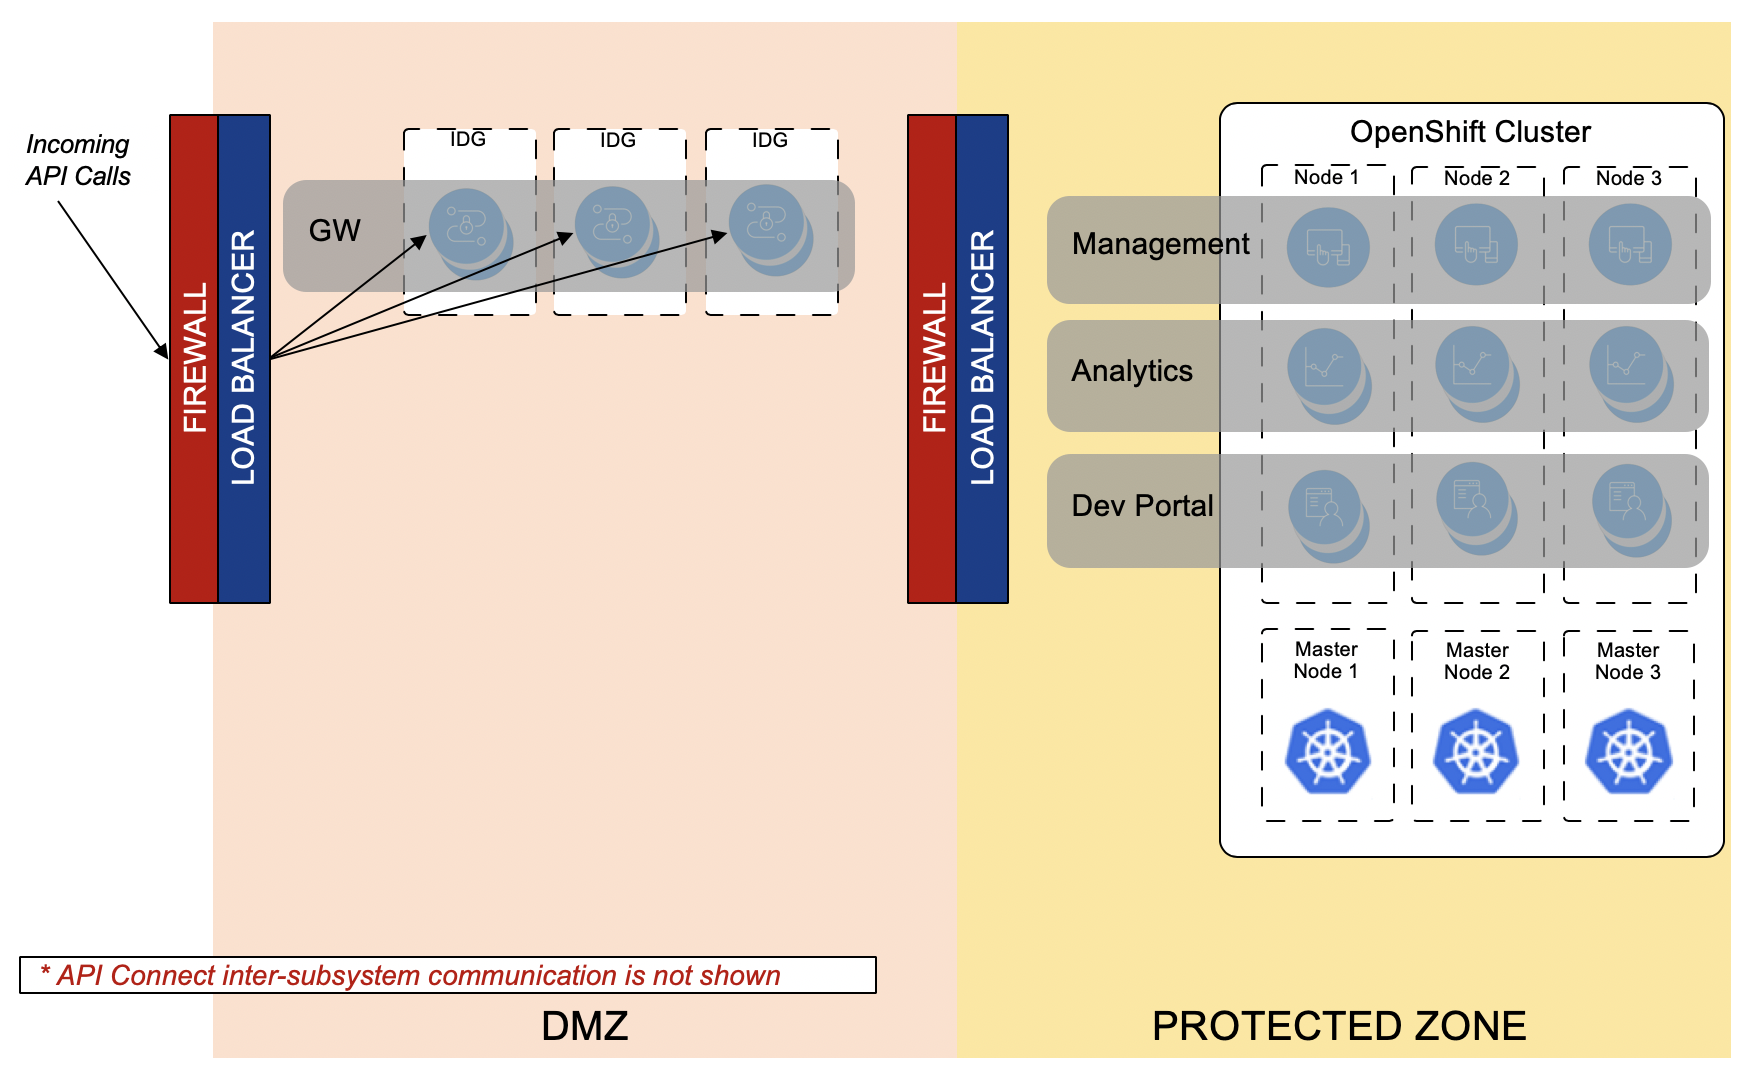 Incoming
API Calls
FIREWALL
LOAD BALANCER
GW
IDG
IDG
IDG
FIREWALL
LOAD BALANCER
OpenShift Cluster
Node 1
Node 2
Node 3
Management
Analytics
Dev Portal
Master
Node 1
Master
Node 2
Master
Node 3
* API Connect inter-subsystem communication is not shown
DMZ
PROTECTED ZONE